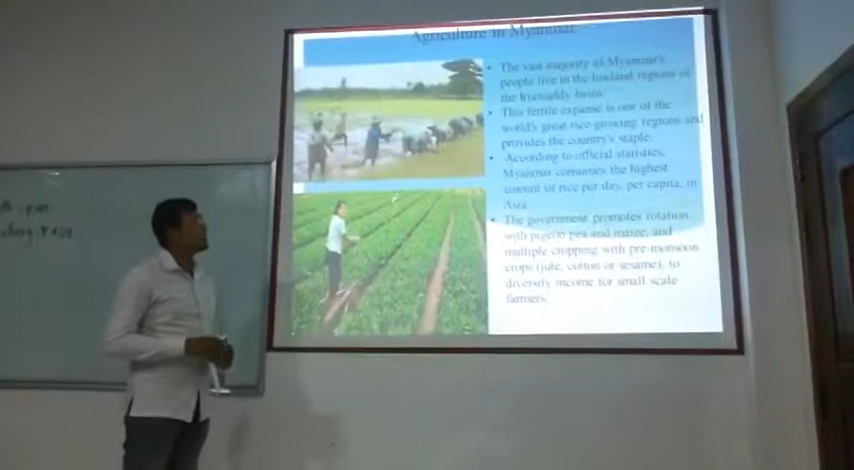 Agriculture in Myanmar
• The vast majority of Myanmar's
people live in the lowland regions of
the Irrawaddy basin.
• This fertile expanse is one of the
world's great rice-growing regions and
provides the country's staple.
• According to official statistics,
Myanmar consumes the highest
amount of rice per day, per capita, in
Asia.
• The government promotes rotation
with pigeon pea and maize, and
multiple cropping with pre-monsoon
crops (jute, cotton or sesame), to
diversify income for small scale
farmers.